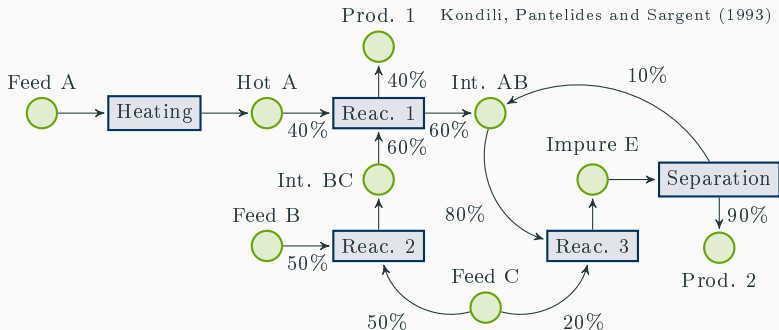 Prod. 1
Kondili, Pantelides and Sargent (1993)
Feed A
Hot A
40%
Int. AB
10%
Heating
Reac. 1
40%
60%
60%
Impure E
Int. BC
Separation
Feed B
80%
90%
50%
Reac. 2
Reac. 3
Feed C
Prod. 2
50%
20%